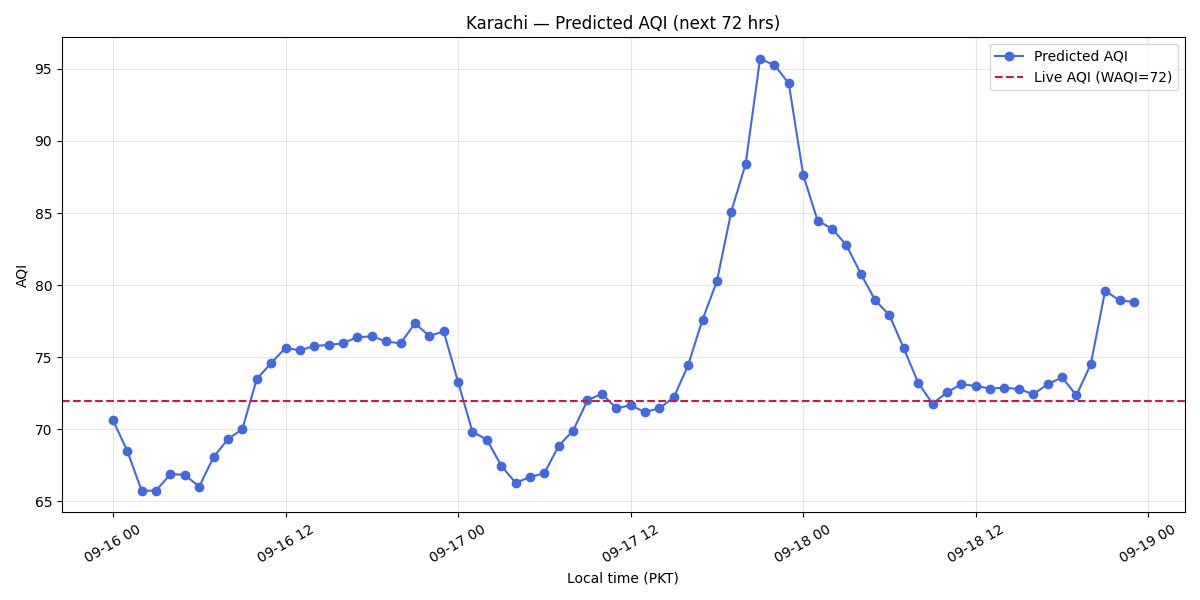 Karachi — Predicted AQI (next 72 hrs)
Predicted AQI
Live AQI (WAQI=72)
AQI
95
90
85
80
75
70
65
09-16 00
09-16 12
09-17 00
09-17 12
09-18 00
09-18 12
09-19 00
Local time (PKT)